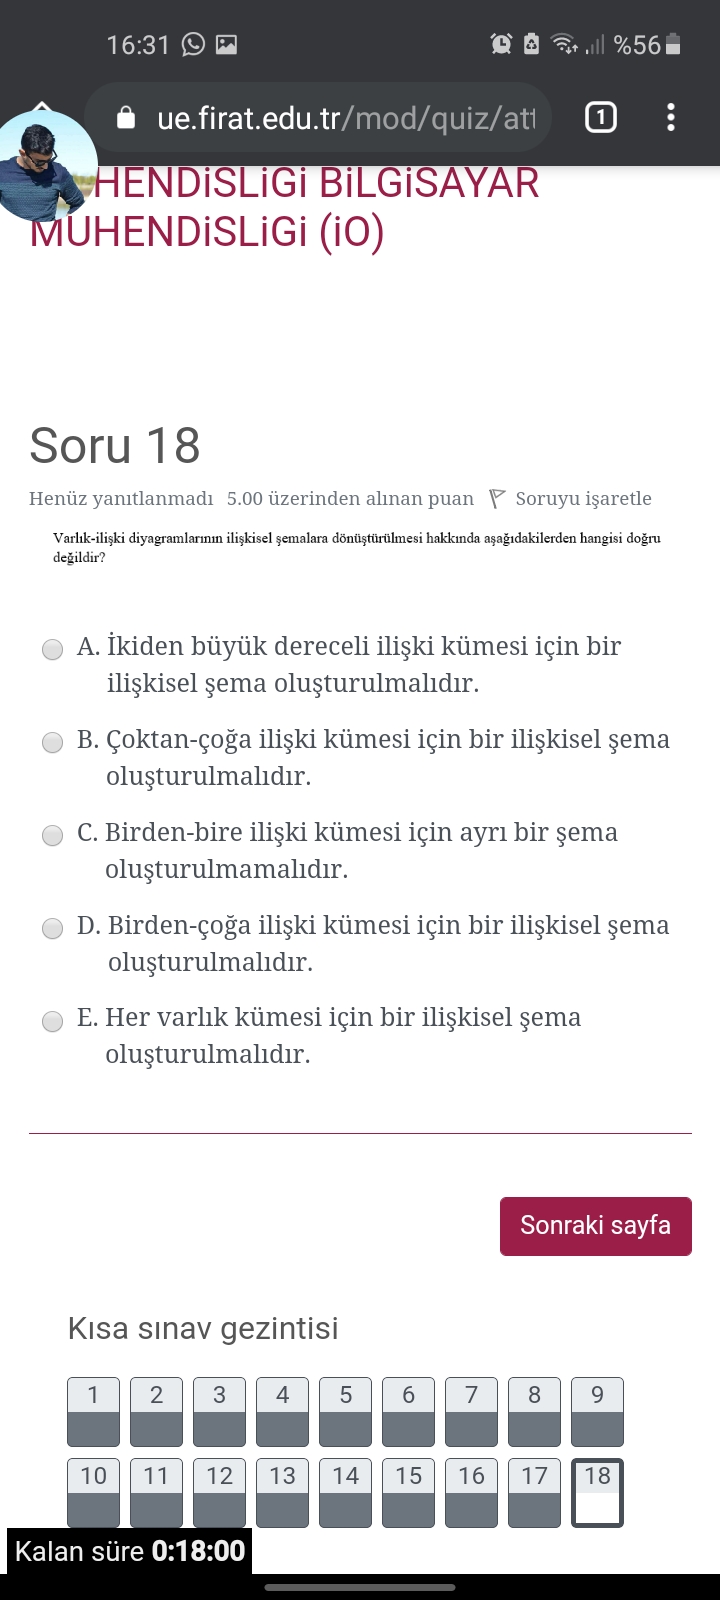 16:31 %56
ue.firat.edu.tr/mod/quiz/att 1
HENDiSLiGi BiLGiSAYAR
MUHENDiSLiGi (iO)
Soru 18
Henüz yanıtlanmadı 5.00 üzerinden alınan puan Soruyu işaretle
Varlık-ilişki diyagramlarının ilişkisel şemalara dönüştürülmesi hakkında aşağıdakilerden hangisi doğru
değildir?
A. İkiden büyük dereceli ilişki kümesi için bir
ilişkisel şema oluşturulmalıdır.
B. Çoktan-çoğa ilişki kümesi için bir ilişkisel şema
oluşturulmalıdır.
C. Birden-bire ilişki kümesi için ayrı bir şema
oluşturulmamalıdır.
D. Birden-çoğa ilişki kümesi için bir ilişkisel şema
oluşturulmalıdır.
E. Her varlık kümesi için bir ilişkisel şema
oluşturulmalıdır.
Sonraki sayfa
Kısa sınav gezintisi
1 2 3 4 5 6 7 8 9
10 11 12 13 14 15 16 17 18
Kalan süre 0:18:00